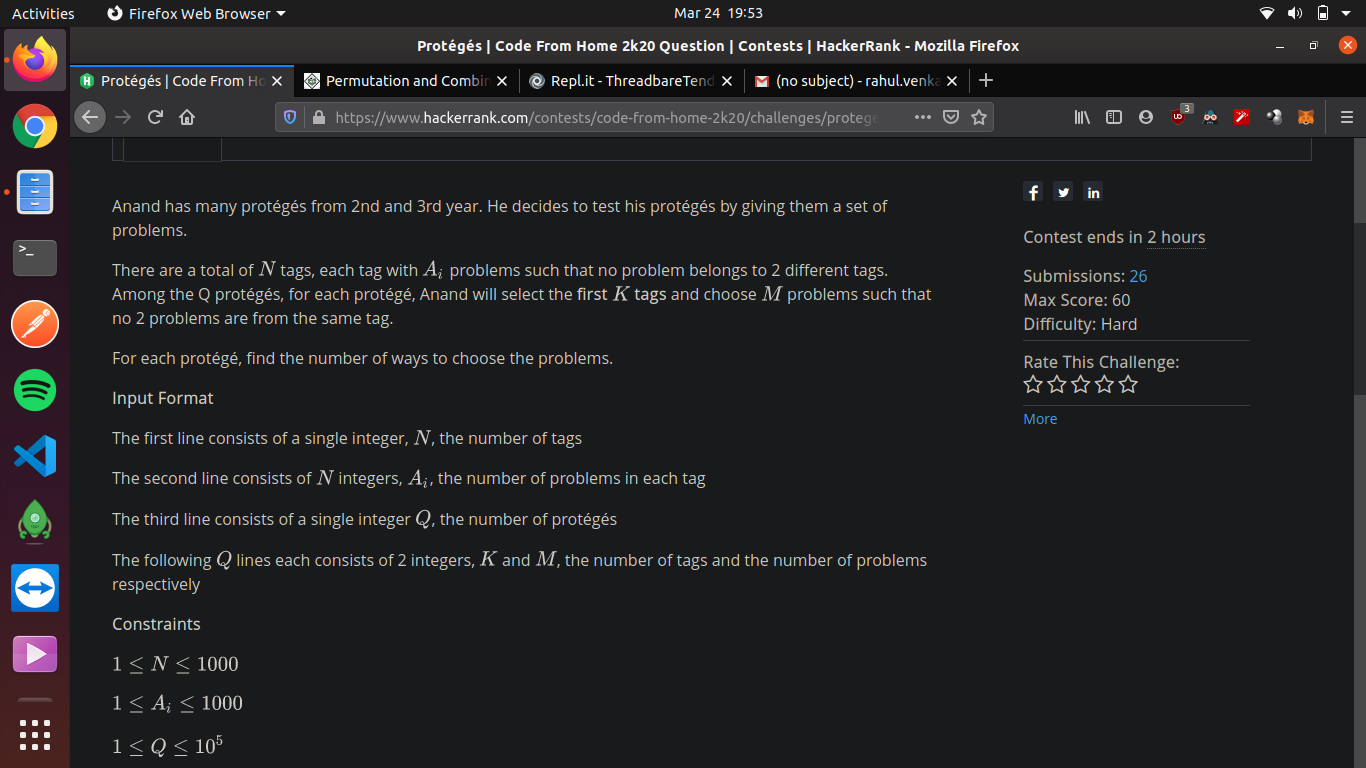 Activities Firefox Web Browser Mar 24 19:53
Protégés | Code From Home 2k20 Question | Contests | HackerRank - Mozilla Firefox
Protégés | Code From Ho Permutation and Combin Repl.it - ThreadbareTend (no subject) - rahul.venka
https://www.hackerrank.com/contests/code-from-home-2k20/challenges/protege 3
Anand has many protégés from 2nd and 3rd year. He decides to test his protégés by giving them a set of
problems.
There are a total of N tags, each tag with A_i problems such that no problem belongs to 2 different tags.
Among the Q protégés, for each protégé, Anand will select the first K tags and choose M problems such that
no 2 problems are from the same tag.
For each protégé, find the number of ways to choose the problems.
Input Format
The first line consists of a single integer, N, the number of tags
The second line consists of N integers, A_i, the number of problems in each tag
The third line consists of a single integer Q, the number of protégés
The following Q lines each consists of 2 integers, K and M, the number of tags and the number of problems
respectively
Constraints
1 ≤ N ≤ 1000
1 ≤ A_i ≤ 1000
1 ≤ Q ≤ 10^5
Contest ends in 2 hours
Submissions: 26
Max Score: 60
Difficulty: Hard
Rate This Challenge:
More